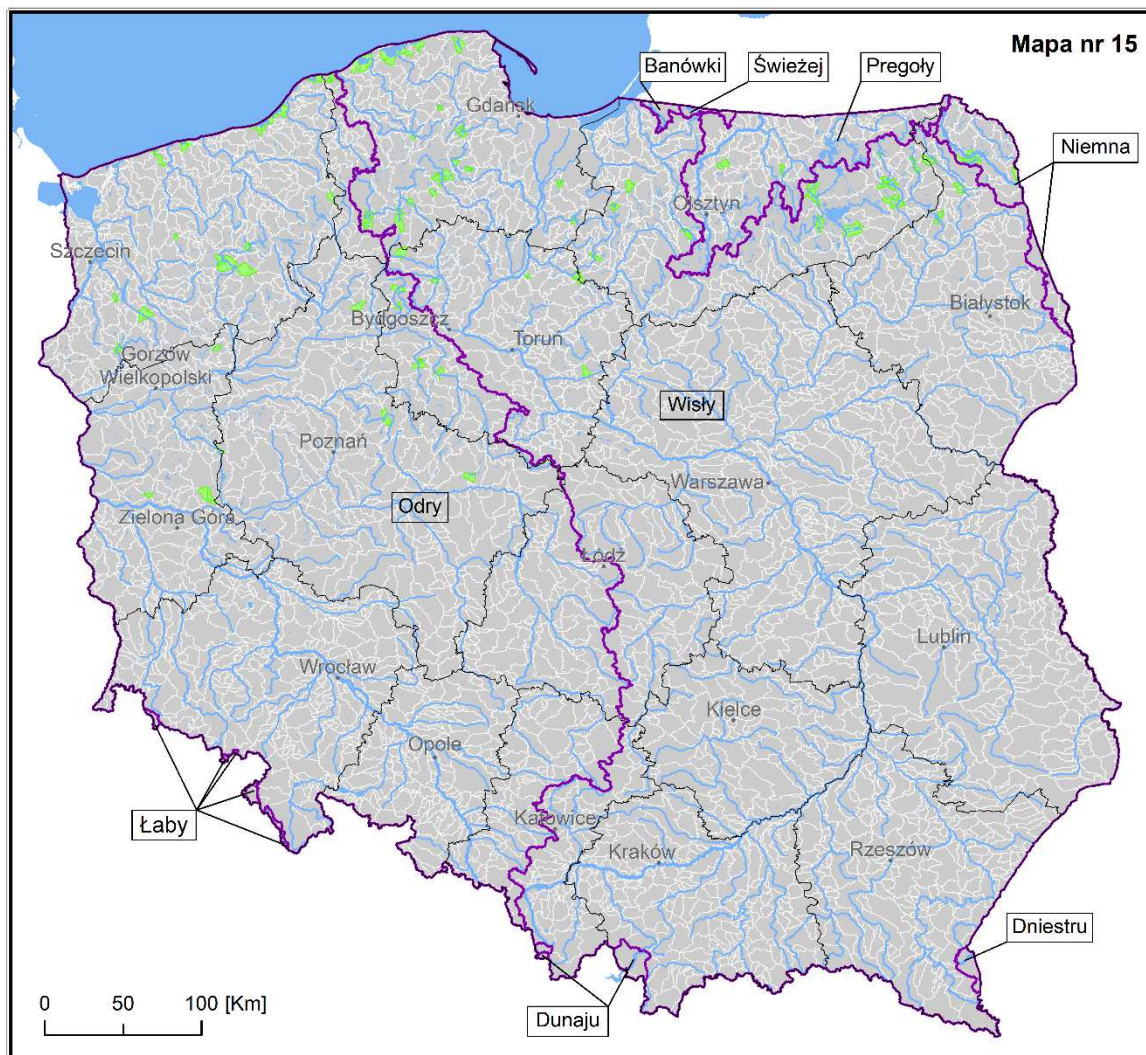 Mapa nr 15
Banówki
Świeżej
Pregoły
Gdańsk
Niemna
Olsztyn
Szczecin
Białystok
Bydgoszcz
Toruń
Gorzów
Wielkopolski
Wisły
Poznań
Warszawa
Odry
Zielona Góra
Łódź
Lublin
Wrocław
Kielce
Opole
Łaby
Katowice
Kraków
Rzeszów
Dniestru
0 50 100 [Km]
Dunaju